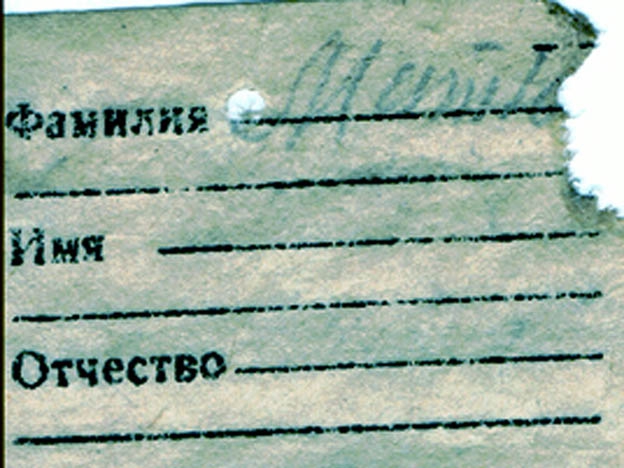 Фамилия
Имя
Отчество